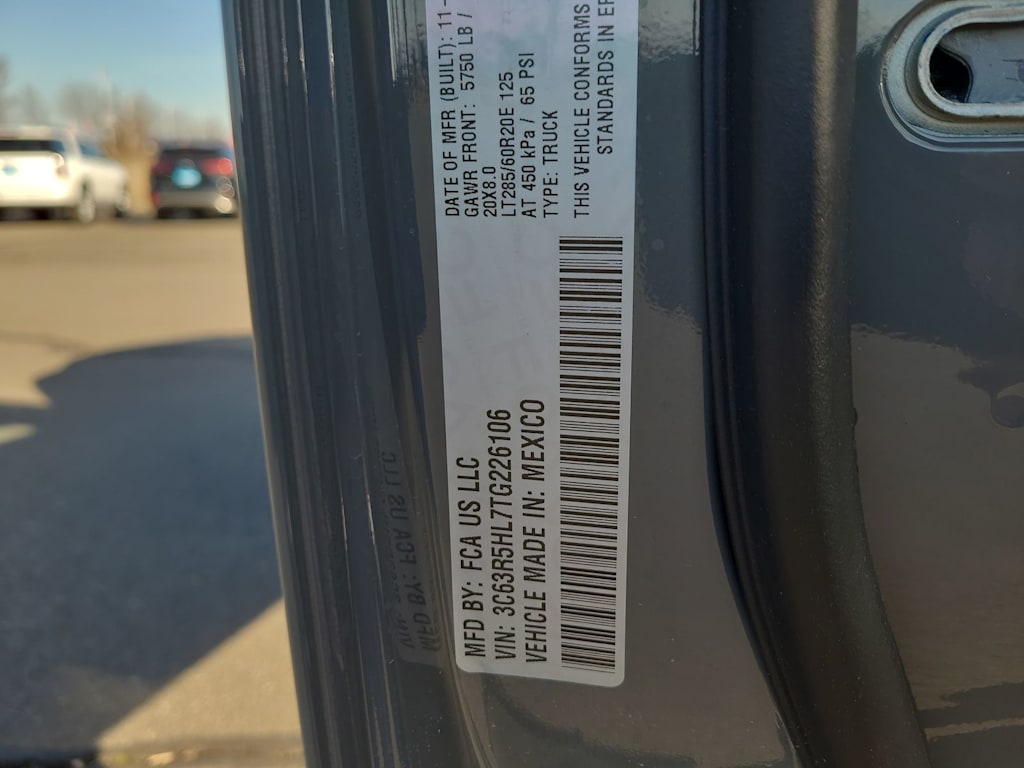 MFD BY: FCA US LLC
VIN: 3C63R5HL7TG226106
VEHICLE MADE IN: MEXICO
DATE OF MFR (BUILT): 11-
GAWR FRONT: 5750 LB /
20X8.0
LT285/60R20E 125
AT 450 kPa / 65 PSI
TYPE: TRUCK
THIS VEHICLE CONFORMS
STANDARDS IN